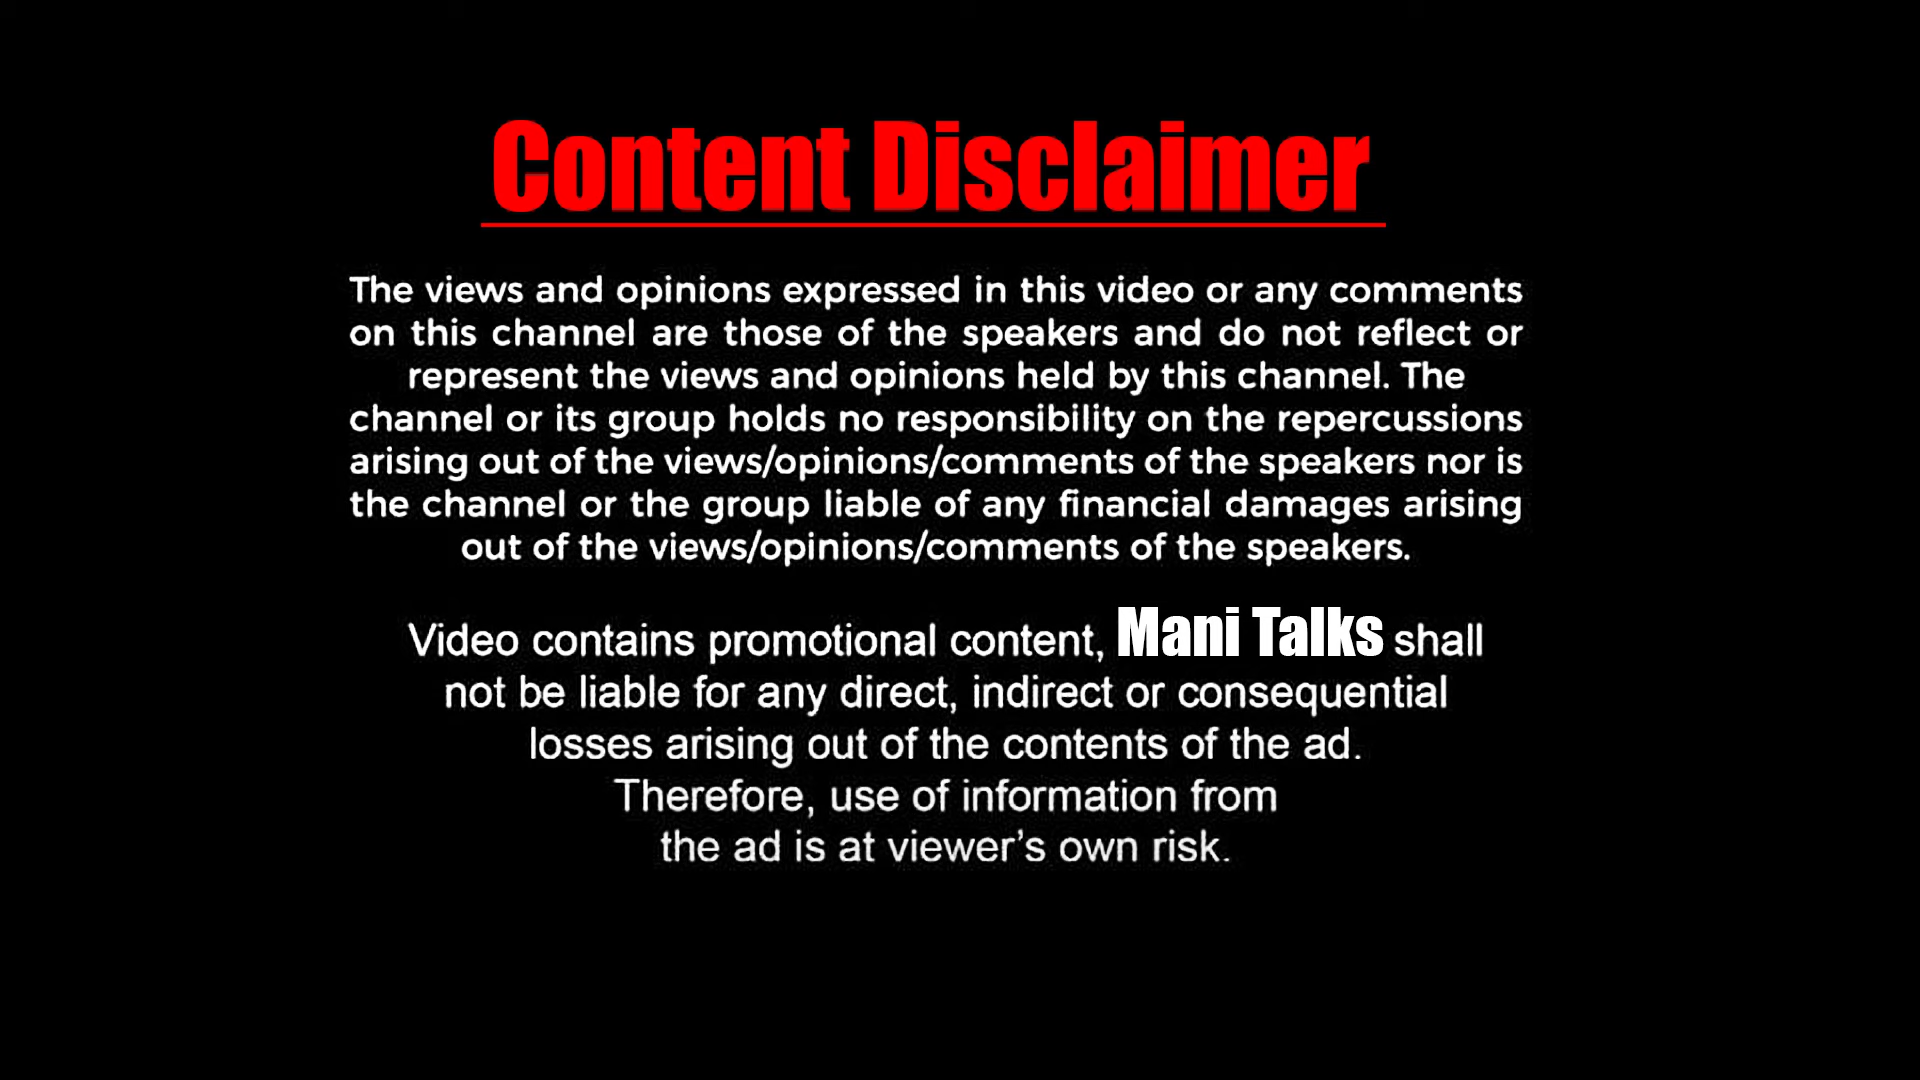 Content Disclaimer
The views and opinions expressed in this video or any comments
on this channel are those of the speakers and do not reflect or
represent the views and opinions held by this channel. The
channel or its group holds no responsibility on the repercussions
arising out of the views/opinions/comments of the speakers nor is
the channel or the group liable of any financial damages arising
out of the views/opinions/comments of the speakers.
Video contains promotional content, Mani Talks shall
not be liable for any direct, indirect or consequential
losses arising out of the contents of the ad.
Therefore, use of information from
the ad is at viewer’s own risk.